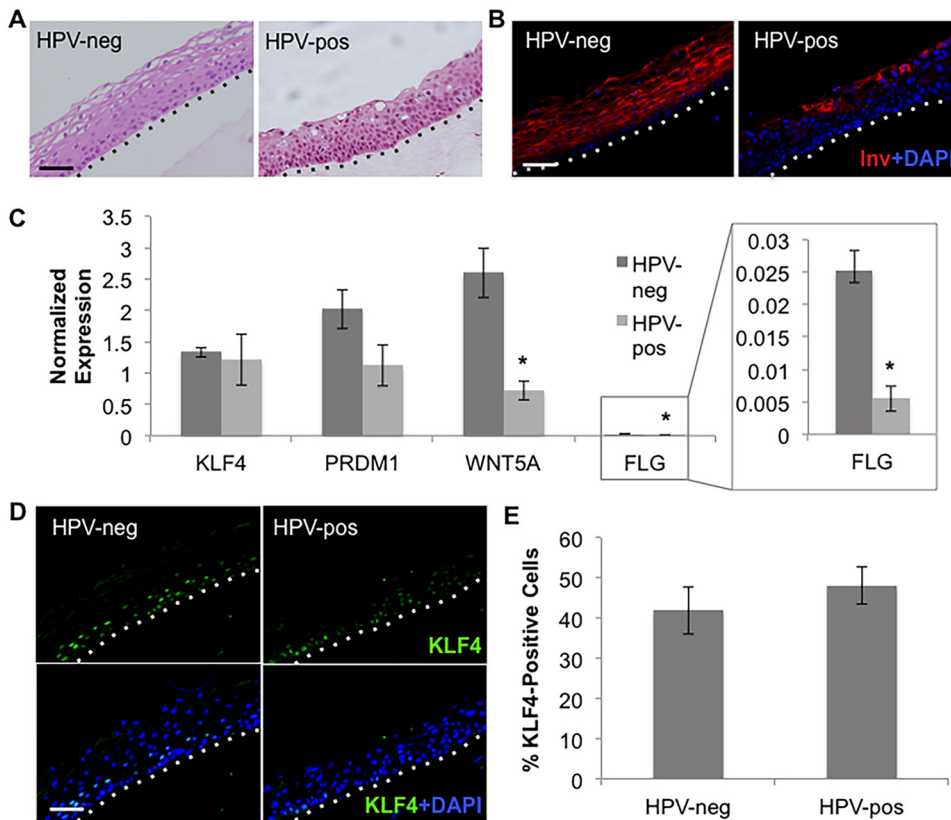 A
HPV-neg
HPV-pos
B
HPV-neg
HPV-pos
Inv+DAPI
C
Normalized
Expression
3.5
3
2.5
2
1.5
1
0.5
0
*
*
KLF4
PRDM1
WNT5A
FLG
HPV-
neg
HPV-
pos
0.03
0.025
0.02
0.015
0.01
0.005
0
*
FLG
D
HPV-neg
HPV-pos
KLF4
KLF4+DAPI
E
% KLF4-Positive Cells
60
50
40
30
20
10
0
HPV-neg
HPV-pos